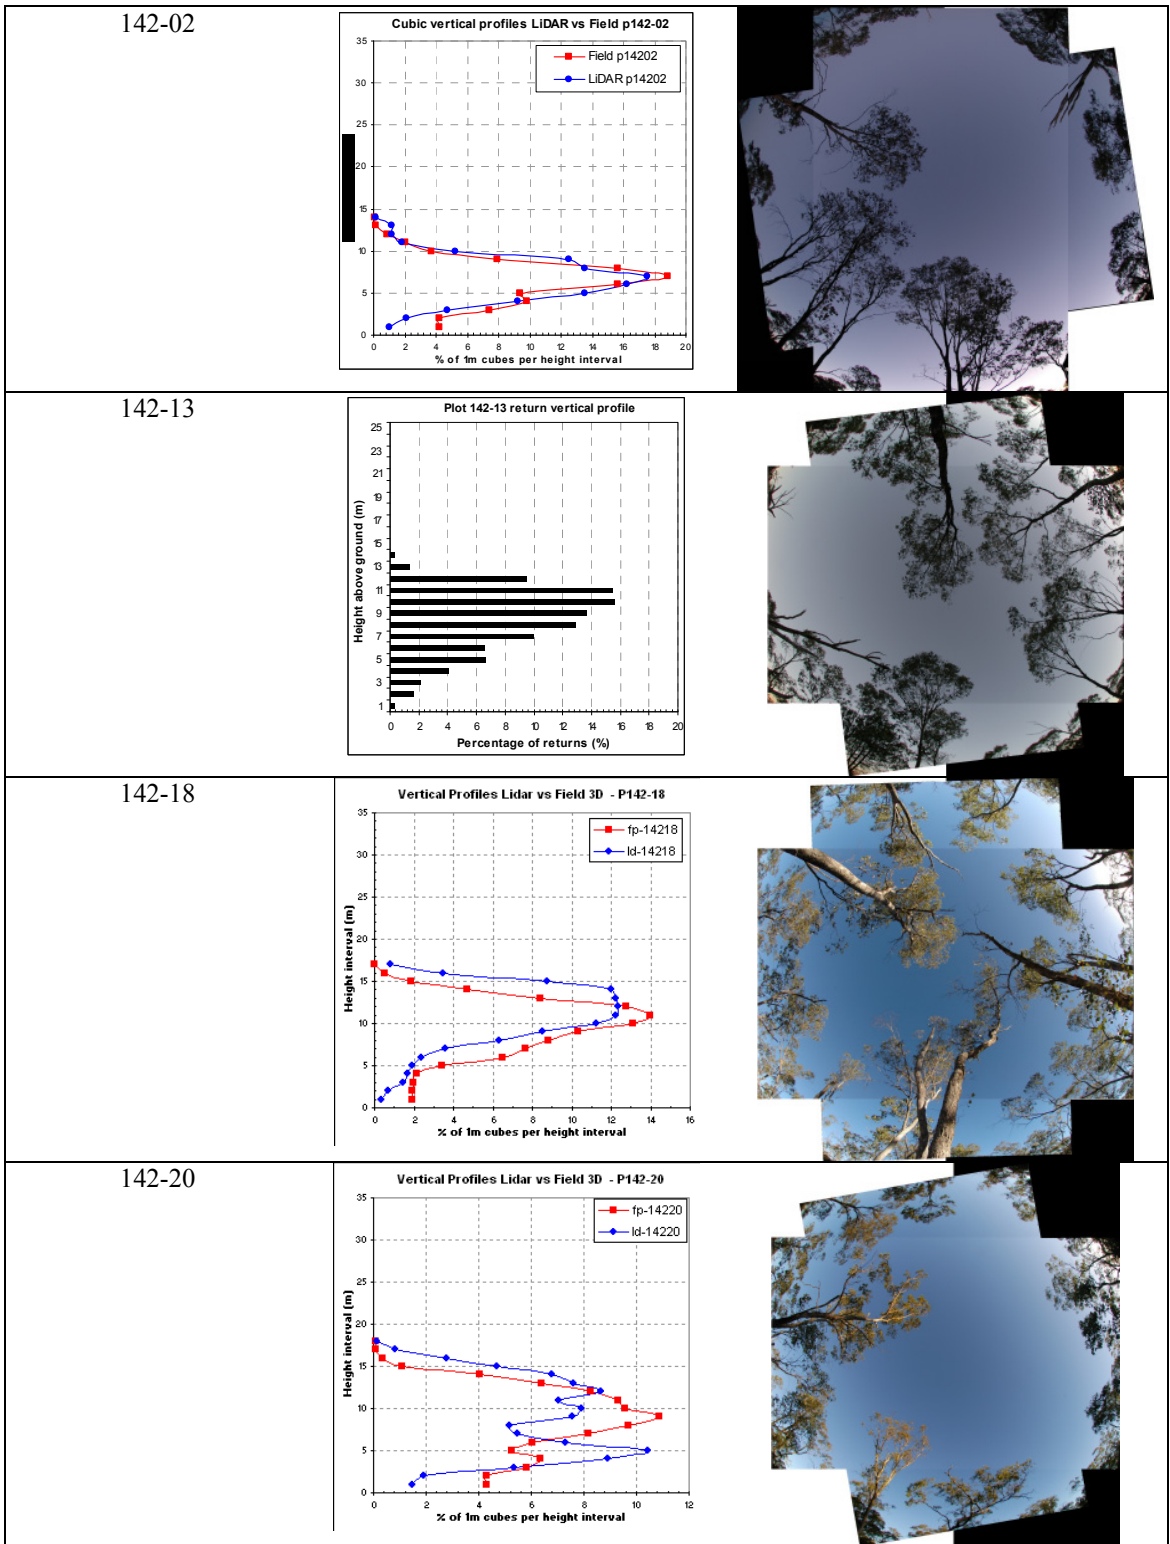 142-02
Cubic vertical profiles LiDAR vs Field p142-02
Field p14202
LiDAR p14202
35
30
25
20
15
10
5
0
0 2 4 6 8 10 12 14 16 18 20
% of 1m cubes per height interval
142-13
Plot 142-13 return vertical profile
Height above ground (m)
25
23
21
19
17
15
13
11
9
7
5
3
1
0 2 4 6 8 10 12 14 16 18 20
Percentage of returns (%)
142-18
Vertical Profiles Lidar vs Field 3D - P142-18
fp-14218
ld-14218
Height interval (m)
35
30
25
20
15
10
5
0
0 2 4 6 8 10 12 14 16
% of 1m cubes per height interval
142-20
Vertical Profiles Lidar vs Field 3D - P142-20
fp-14220
ld-14220
Height interval (m)
35
30
25
20
15
10
5
0
0 2 4 6 8 10 12
% of 1m cubes per height interval